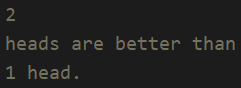 2
heads are better than
1 head.